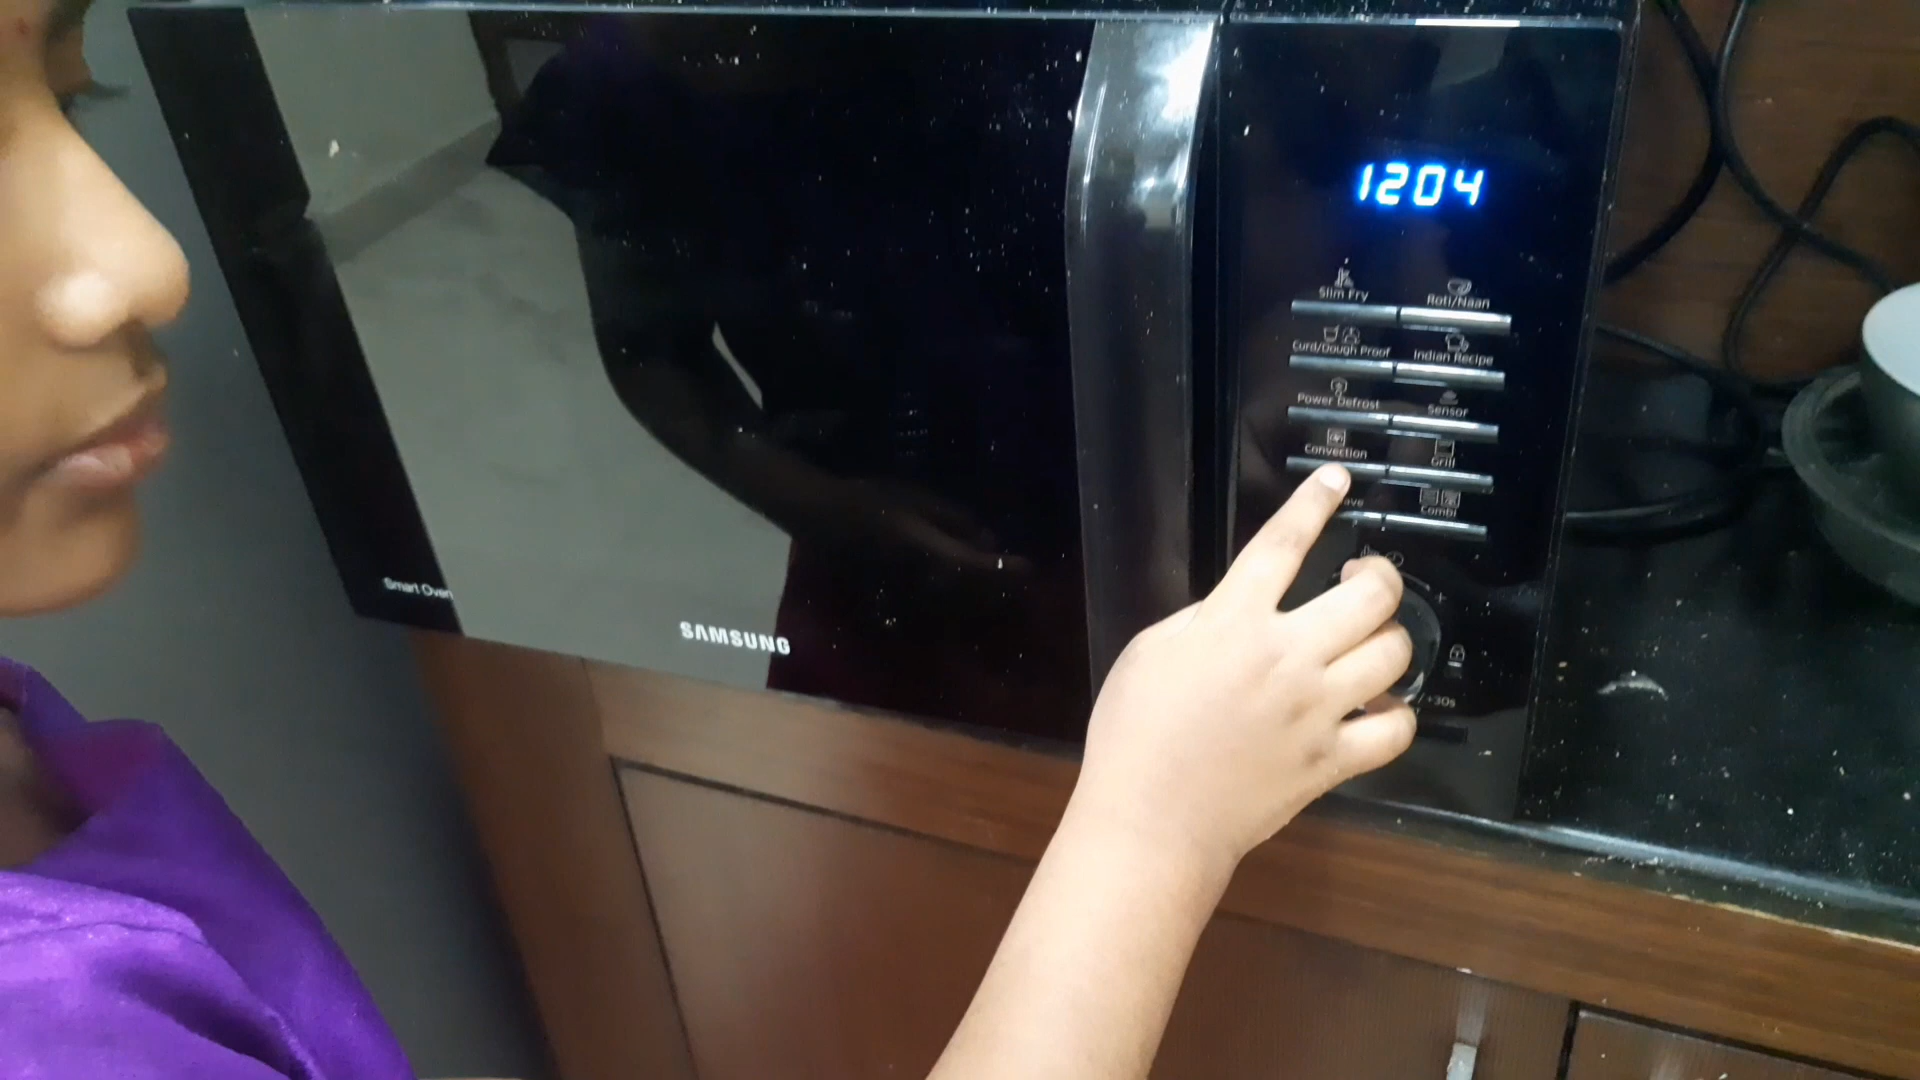 1204
Slim Fry
Roti/Naan
Curd/Dough Proof
Indian Recipe
Power Defrost
Sensor
Convection
Grill
Combi
+
/+30s
Smart Oven
SAMSUNG